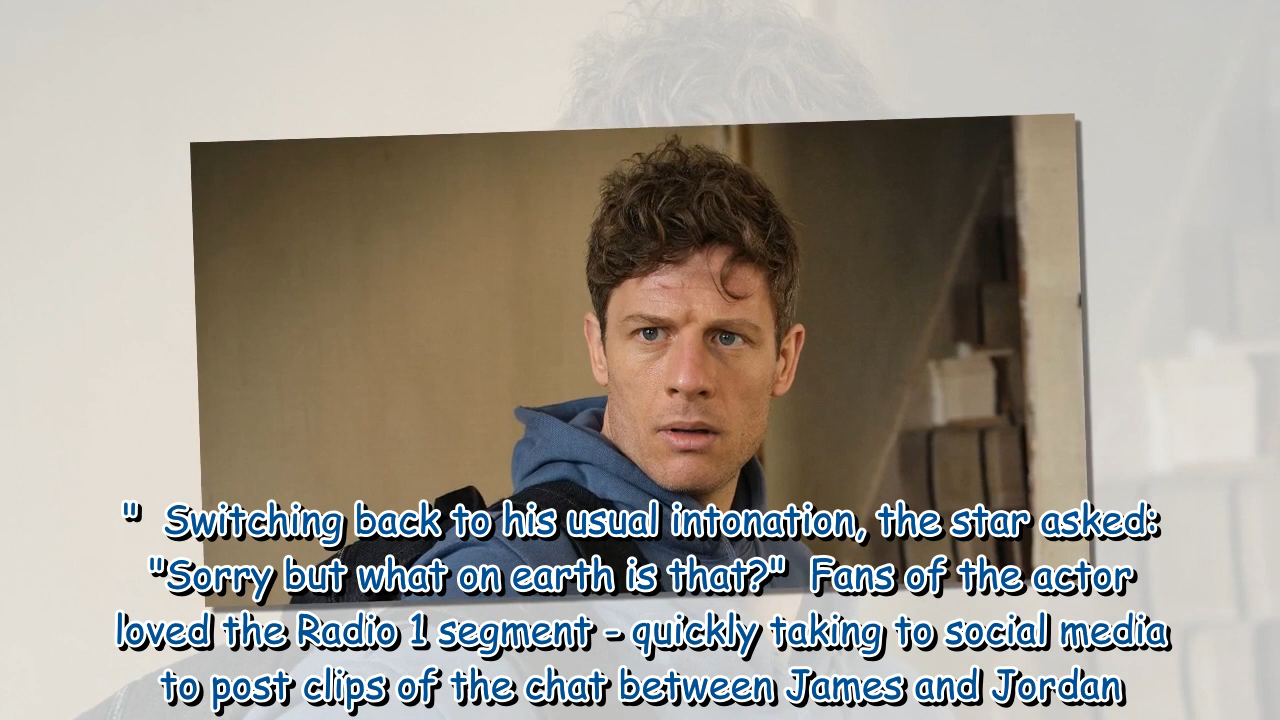 "  Switching back to his usual intonation, the star asked:
"Sorry but what on earth is that?"  Fans of the actor
loved the Radio 1 segment - quickly taking to social media
to post clips of the chat between James and Jordan